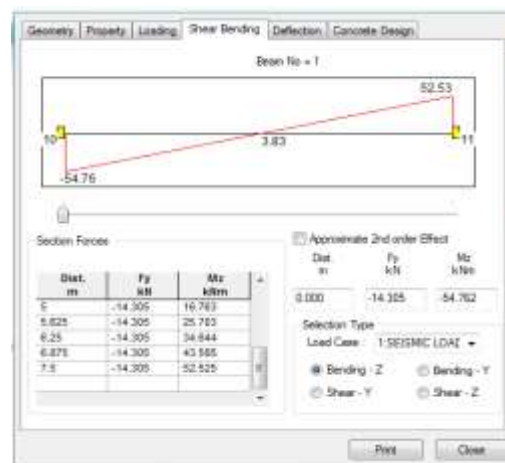 Geometry Property Loading Shear Bending Deflection Concrete Design
Beam No = 1
52.53
10 3.83 11
-54.76
Section Forces
Dist. m Fy kN Mz kNm
5 -14.305 16.763
5.625 -14.305 25.703
6.25 -14.305 34.644
6.875 -14.305 43.585
7.5 -14.305 52.525
Approximate 2nd order Effect
Dist m Fy kN Mz kNm
0.000 -14.305 -54.762
Selection Type
Load Case : 1:SEISMIC LOAD
Bending - Z Bending - Y
Shear - Y Shear - Z
Print Close